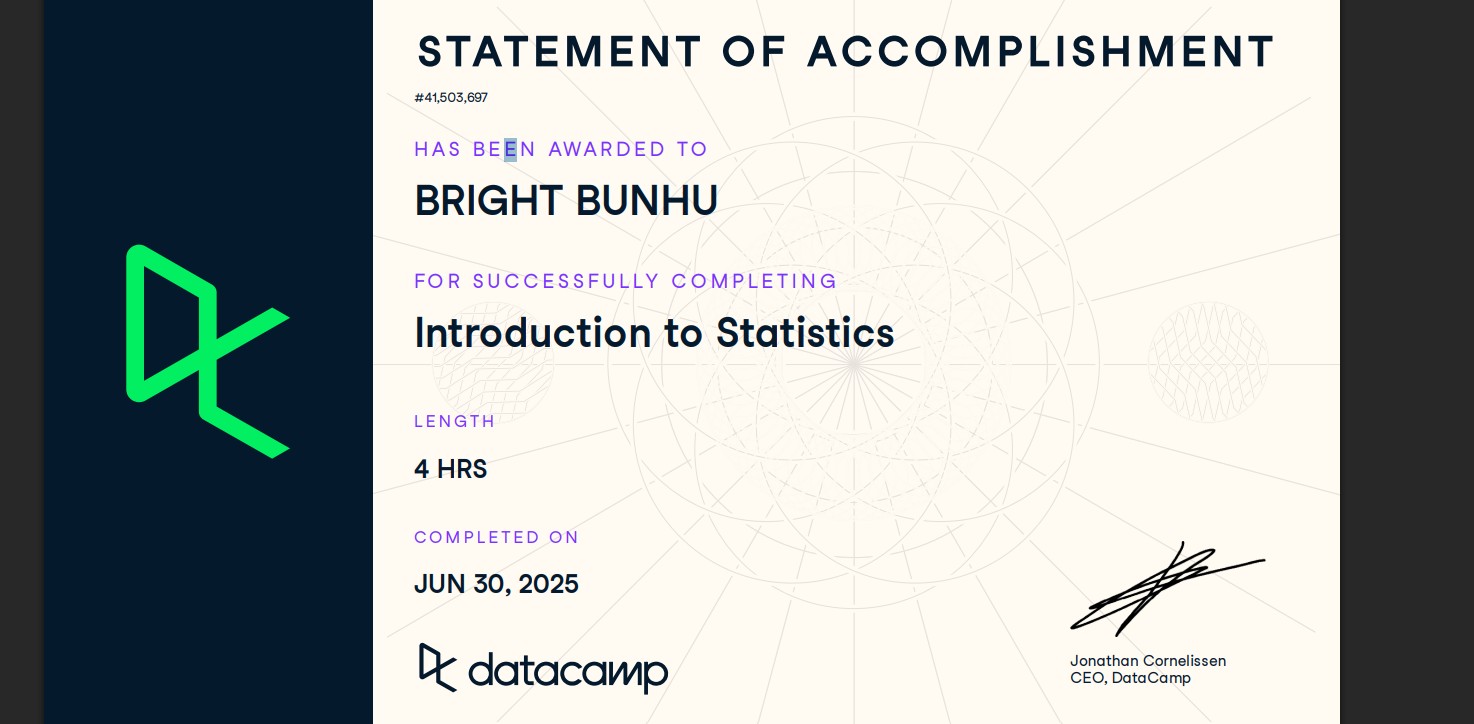 STATEMENT OF ACCOMPLISHMENT
#41,503,697
HAS BEEN AWARDED TO
BRIGHT BUNHU
FOR SUCCESSFULLY COMPLETING
Introduction to Statistics
LENGTH
4 HRS
COMPLETED ON
JUN 30, 2025
datacamp
Jonathan Cornelissen
CEO, DataCamp